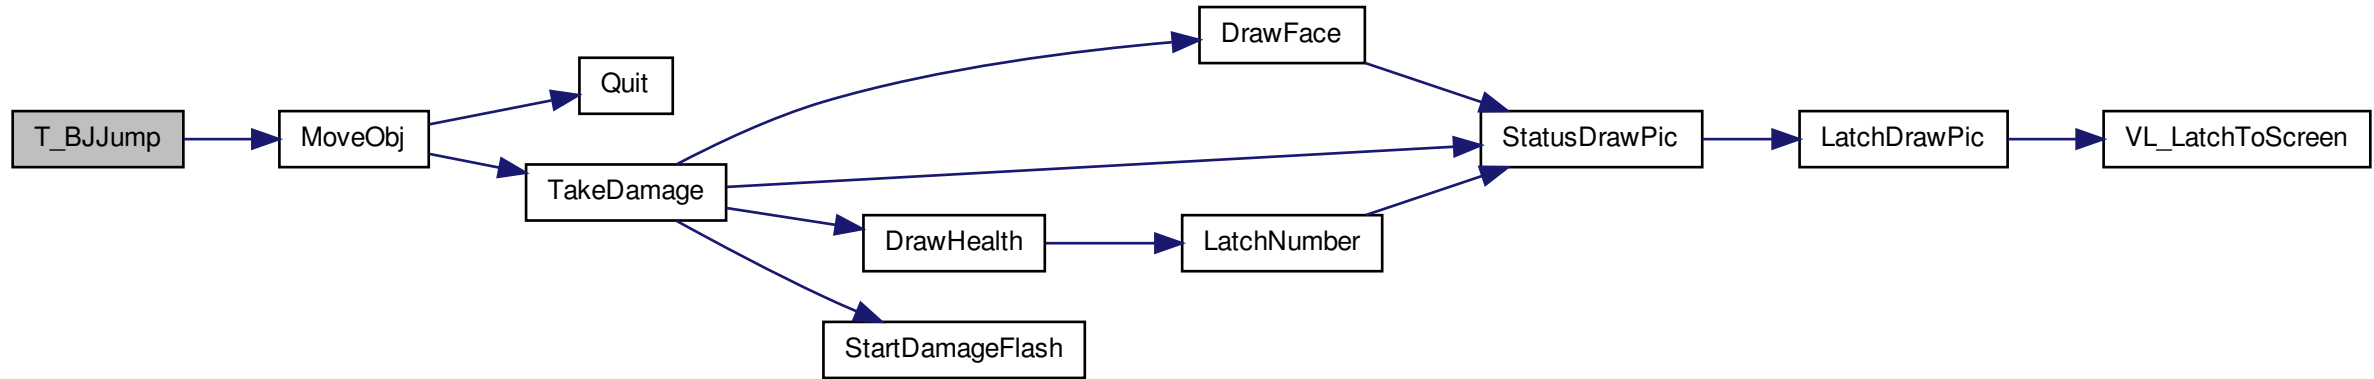 T_BJJump
MoveObj
Quit
TakeDamage
DrawFace
DrawHealth
StartDamageFlash
LatchNumber
StatusDrawPic
LatchDrawPic
VL_LatchToScreen